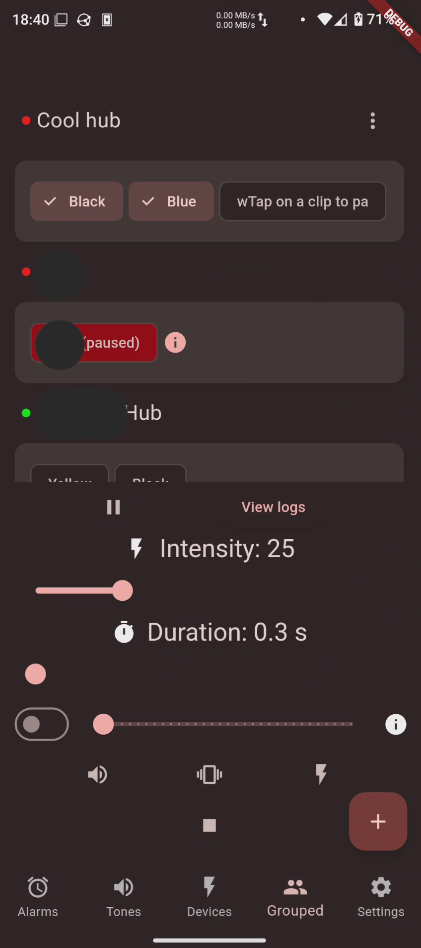 18:40
0.00 MB/s
0.00 MB/s
71%
DEBUG
Cool hub
Black
Blue
wTap on a clip to pa
(paused)
Hub
Yellow
Black
View logs
Intensity: 25
Duration: 0.3 s
Alarms
Tones
Devices
Grouped
Settings